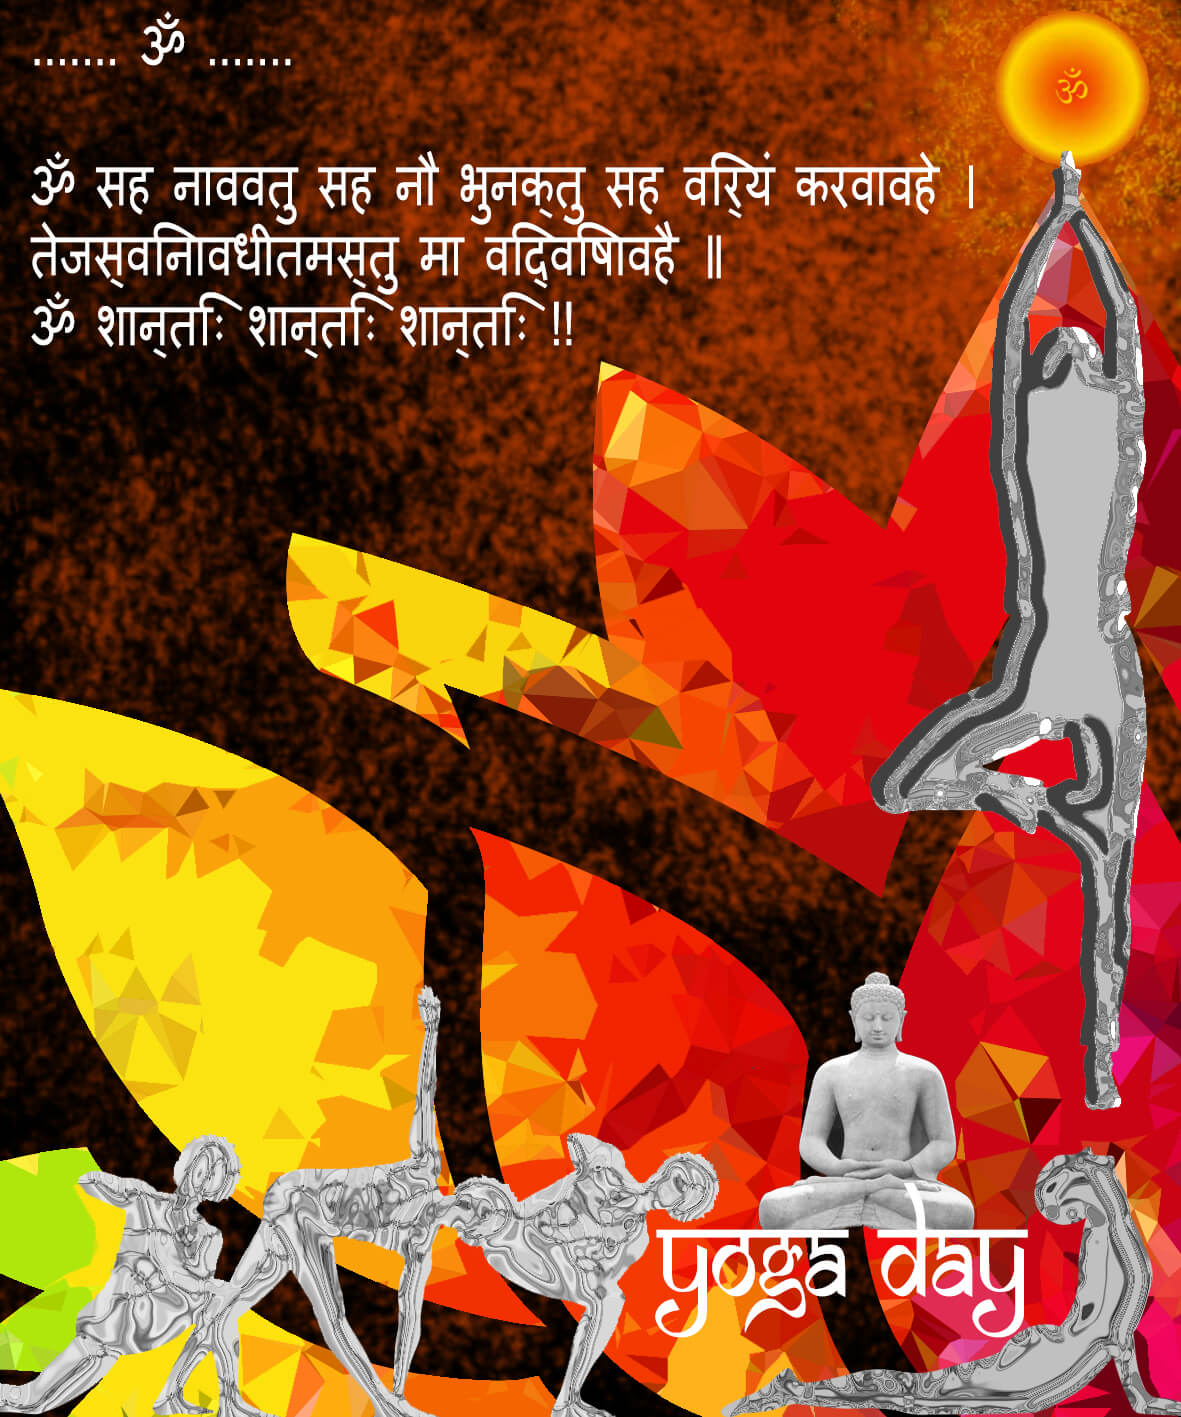 ....... ॐ .......
ॐ
ॐ सह नाववतु सह नौ भुनक्‌तु सह वरि्‌यं करवावहे ।
तेजस्‌वनिावधीतमस्‌तु मा वद्‌विषिावहै ॥
ॐ शान्‌तिः शान्‌तिः शान्‌तिः !!
yoga day